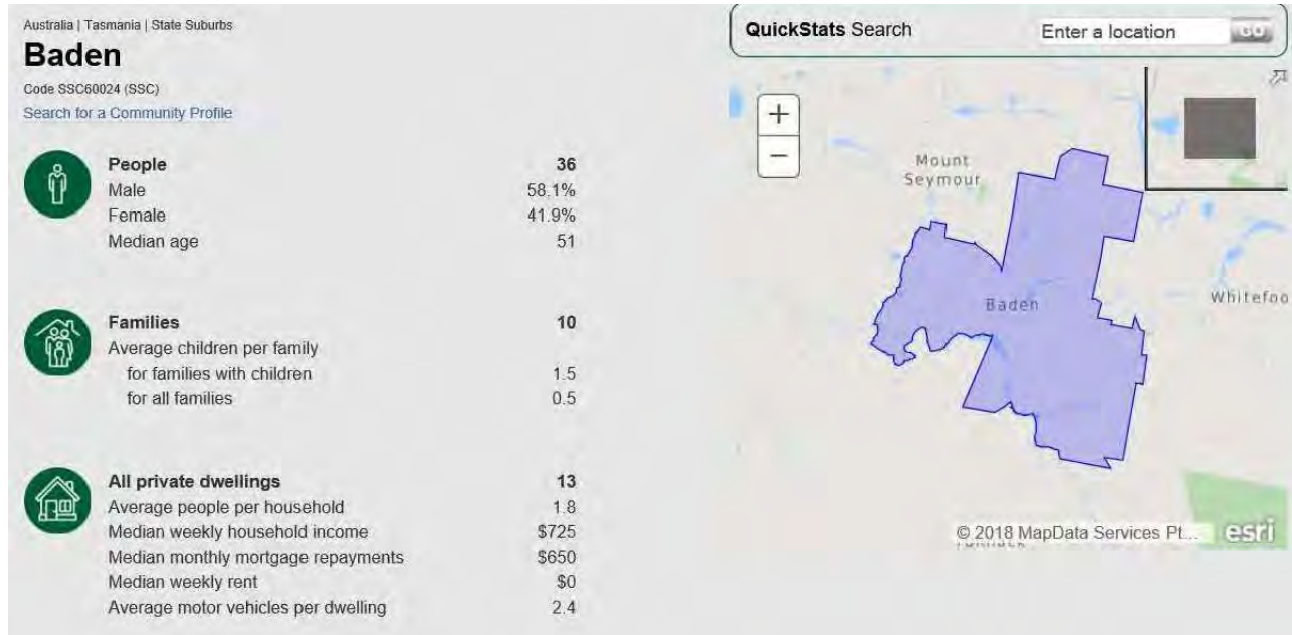 Australia | Tasmania | State Suburbs
Baden
Code SSC60024 (SSC)
Search for a Community Profile
People 36
Male 58.1%
Female 41.9%
Median age 51
Families 10
Average children per family
for families with children 1.5
for all families 0.5
All private dwellings 13
Average people per household 1.8
Median weekly household income $725
Median monthly mortgage repayments $650
Median weekly rent $0
Average motor vehicles per dwelling 2.4
QuickStats Search Enter a location GO
+
−
Mount
Seymour
Baden
Whitefoo
© 2018 MapData Services Pt... esri